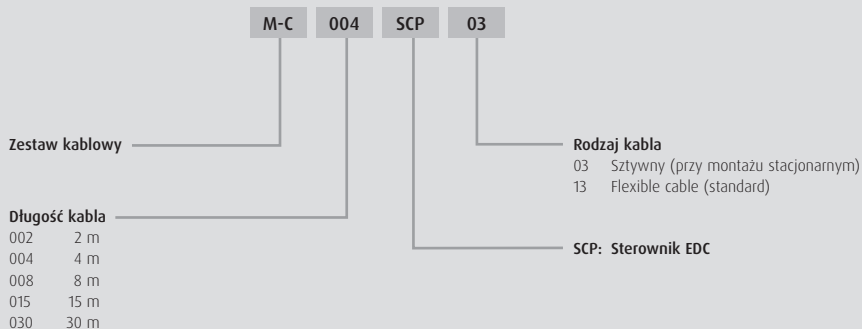 M-C 004 SCP 03
Zestaw kablowy
Długość kabla
002 2 m
004 4 m
008 8 m
015 15 m
030 30 m
Rodzaj kabla
03 Sztywny (przy montażu stacjonarnym)
13 Flexible cable (standard)
SCP: Sterownik EDC